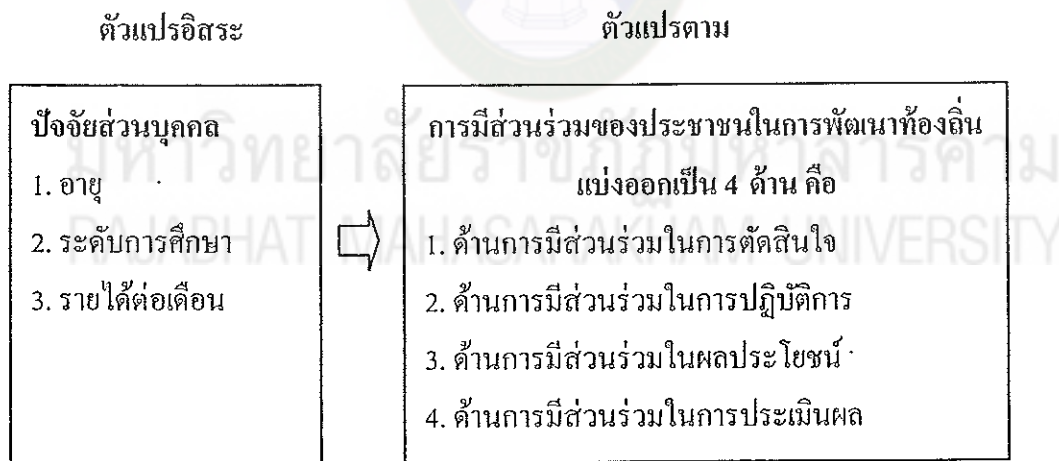 ตัวแปรอิสระ
ตัวแปรตาม
ปัจจัยส่วนบุคคล
1. อายุ
2. ระดับการศึกษา
3. รายได้ต่อเดือน
การมีส่วนร่วมของประชาชนในการพัฒนาท้องถิ่น
แบ่งออกเป็น 4 ด้าน คือ
1. ด้านการมีส่วนร่วมในการตัดสินใจ
2. ด้านการมีส่วนร่วมในการปฏิบัติการ
3. ด้านการมีส่วนร่วมในผลประโยชน์
4. ด้านการมีส่วนร่วมในการประเมินผล
มหาวิทยาลัยราชภัฏมหาสารคาม
RAJABHAT MAHASARAKHAM UNIVERSITY